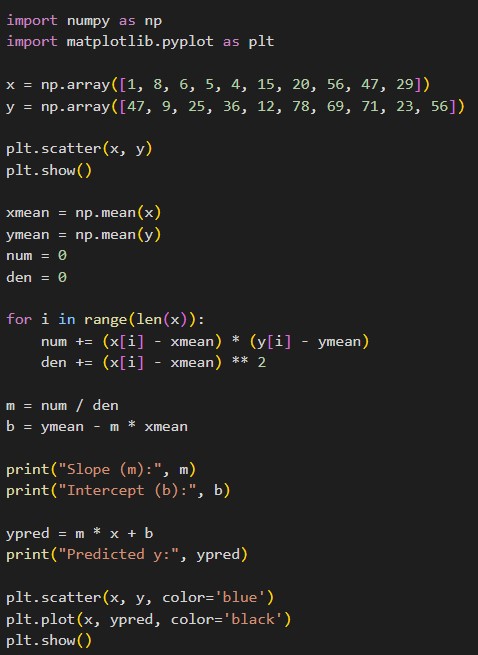 import numpy as np
import matplotlib.pyplot as plt

x = np.array([1, 8, 6, 5, 4, 15, 20, 56, 47, 29])
y = np.array([47, 9, 25, 36, 12, 78, 69, 71, 23, 56])

plt.scatter(x, y)
plt.show()

xmean = np.mean(x)
ymean = np.mean(y)
num = 0
den = 0

for i in range(len(x)):
    num += (x[i] - xmean) * (y[i] - ymean)
    den += (x[i] - xmean) ** 2

m = num / den
b = ymean - m * xmean

print("Slope (m):", m)
print("Intercept (b):", b)

ypred = m * x + b
print("Predicted y:", ypred)

plt.scatter(x, y, color='blue')
plt.plot(x, ypred, color='black')
plt.show()